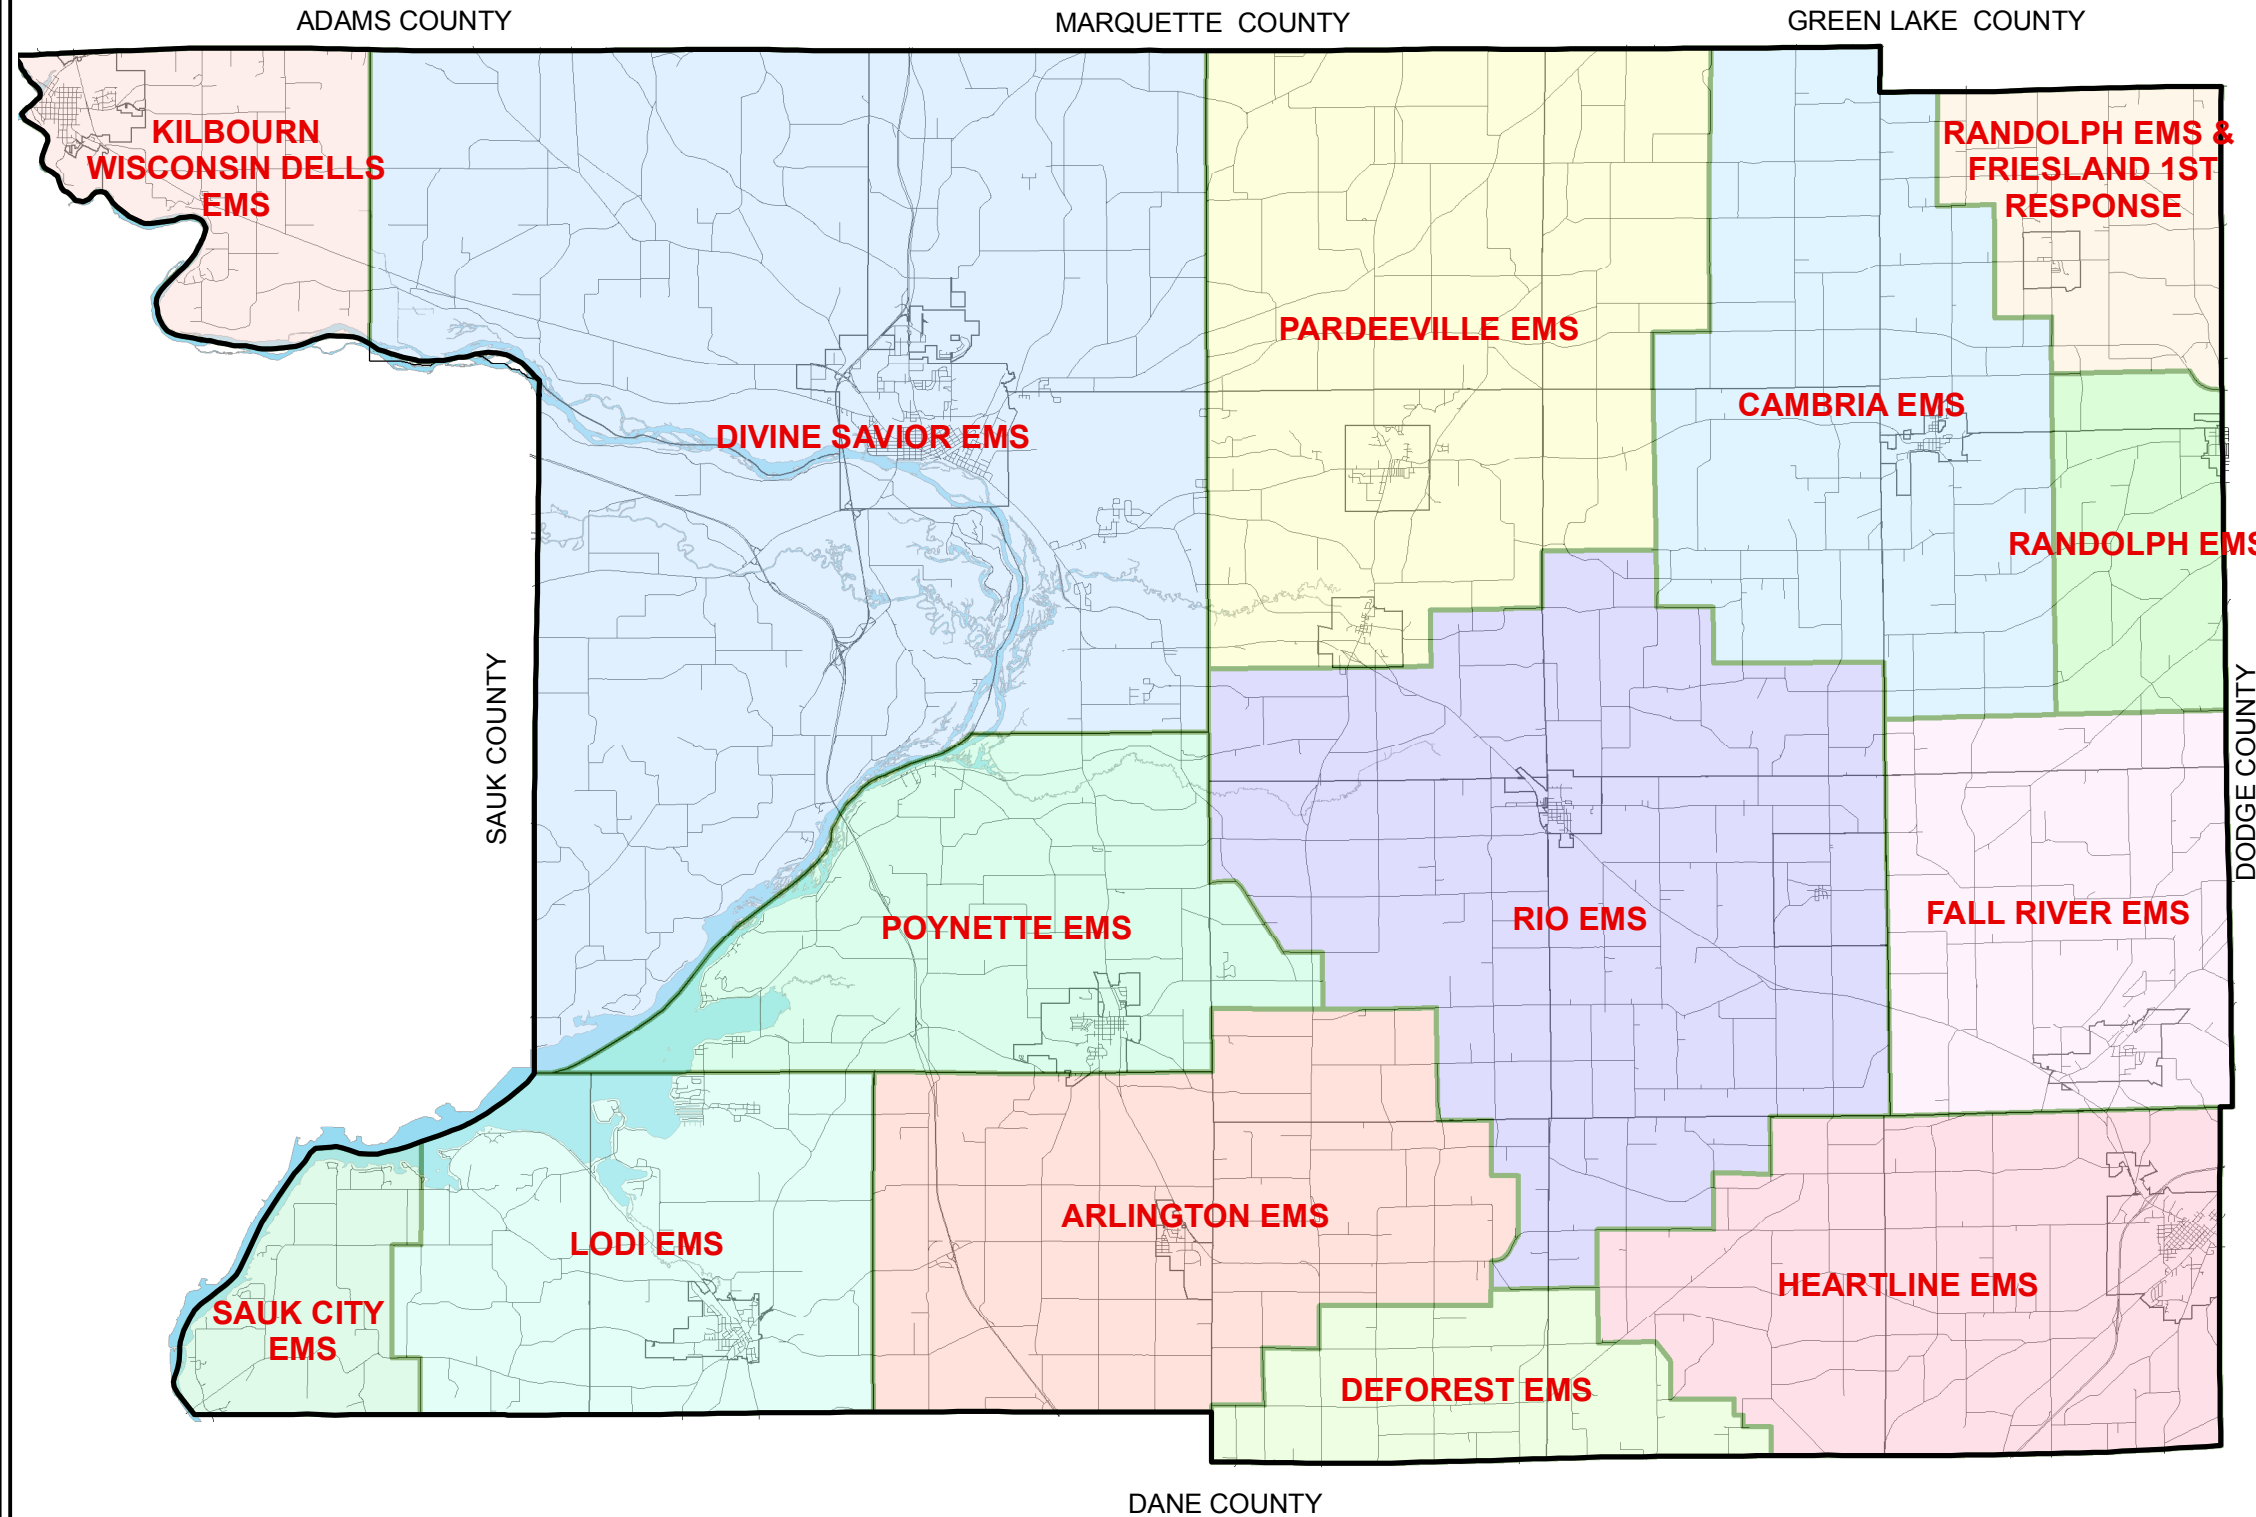 ADAMS COUNTY
MARQUETTE COUNTY
GREEN LAKE COUNTY
KILBOURN
WISCONSIN DELLS
EMS
RANDOLPH EMS &
FRIESLAND 1ST
RESPONSE
PARDEEVILLE EMS
CAMBRIA EMS
DIVINE SAVIOR EMS
RANDOLPH EMS
SAUK COUNTY
DODGE COUNTY
POYNETTE EMS
RIO EMS
FALL RIVER EMS
ARLINGTON EMS
LODI EMS
HEARTLINE EMS
SAUK CITY
EMS
DEFOREST EMS
DANE COUNTY